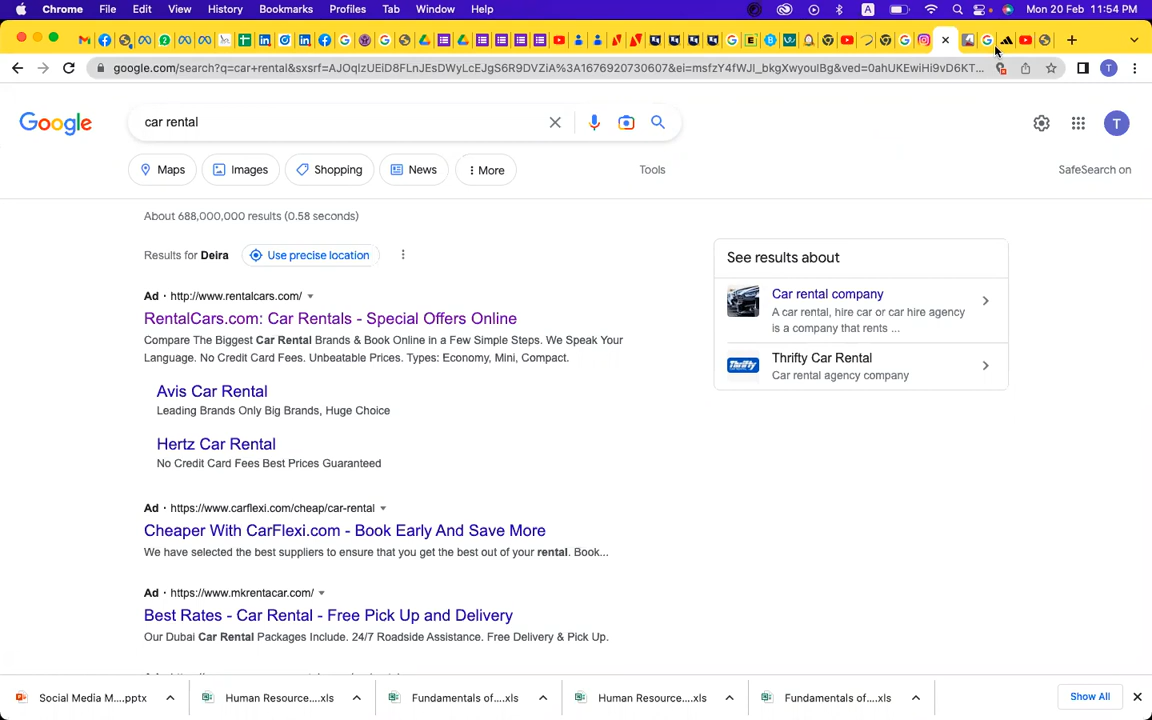 Chrome File Edit View History Bookmarks Profiles Tab Window Help A Mon 20 Feb 11:54 PM
google.com/search?q=car+rental&sxsrf=AJOqlzUEiD8FLnJEsDWyLcEJgS6R9DVZiA%3A1676920730607&ei=msfzY4fWJI_bkgXwyoulBg&ved=0ahUKEwiHi9vD6KT... T
Google car rental T
Maps Images Shopping News More Tools SafeSearch on
About 688,000,000 results (0.58 seconds)
Results for Deira Use precise location
Ad · http://www.rentalcars.com/
RentalCars.com: Car Rentals - Special Offers Online
Compare The Biggest Car Rental Brands & Book Online in a Few Simple Steps. We Speak Your
Language. No Credit Card Fees. Unbeatable Prices. Types: Economy, Mini, Compact.
Avis Car Rental
Leading Brands Only Big Brands, Huge Choice
Hertz Car Rental
No Credit Card Fees Best Prices Guaranteed
Ad · https://www.carflexi.com/cheap/car-rental
Cheaper With CarFlexi.com - Book Early And Save More
We have selected the best suppliers to ensure that you get the best out of your rental. Book...
Ad · https://www.mkrentacar.com/
Best Rates - Car Rental - Free Pick Up and Delivery
Our Dubai Car Rental Packages Include. 24/7 Roadside Assistance. Free Delivery & Pick Up.
See results about
Car rental company
A car rental, hire car or car hire agency
is a company that rents ...
Thrifty Car Rental
Car rental agency company
Social Media M....pptx Human Resource....xls Fundamentals of....xls Human Resource....xls Fundamentals of....xls Show All